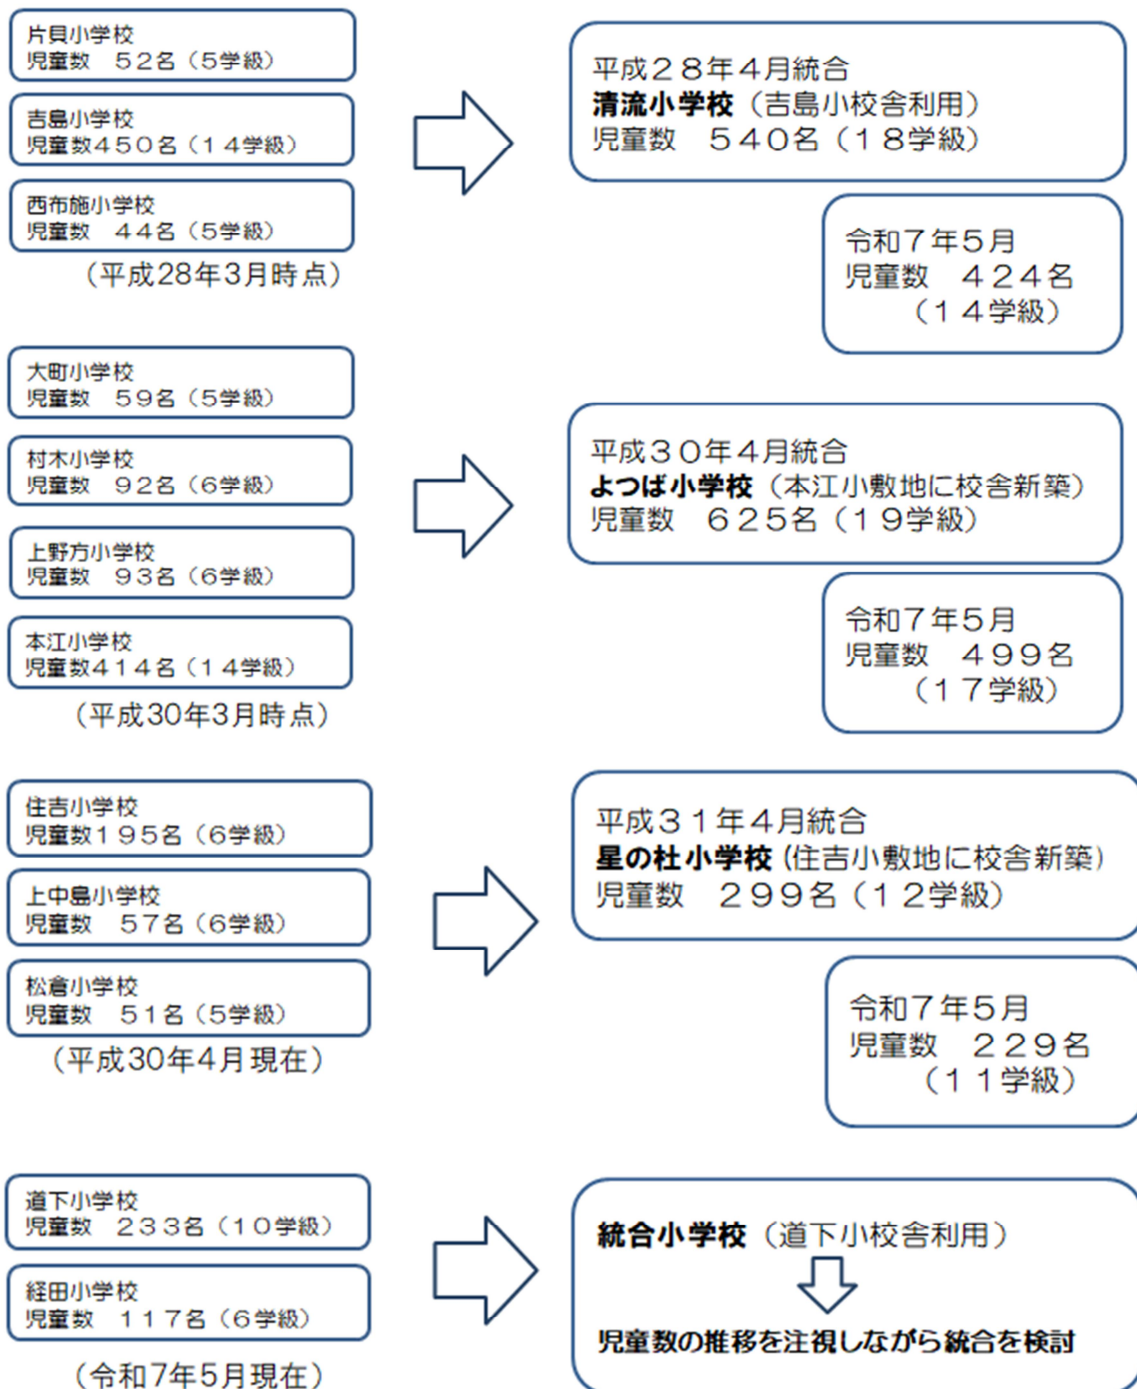 片貝小学校
児童数　５２名（５学級）
吉島小学校
児童数４５０名（１４学級）
西布施小学校
児童数　４４名（５学級）
（平成28年3月時点）
平成２８年４月統合
清流小学校（吉島小校舎利用）
児童数　５４０名（１８学級）
令和７年５月
児童数　４２４名
（１４学級）
大町小学校
児童数　５９名（５学級）
村木小学校
児童数　９２名（６学級）
上野方小学校
児童数　９３名（６学級）
本江小学校
児童数４１４名（１４学級）
（平成30年3月時点）
平成３０年４月統合
よつば小学校（本江小敷地に校舎新築）
児童数　６２５名（１９学級）
令和７年５月
児童数　４９９名
（１７学級）
住吉小学校
児童数１９５名（６学級）
上中島小学校
児童数　５７名（６学級）
松倉小学校
児童数　５１名（５学級）
（平成30年4月現在）
平成３１年４月統合
星の杜小学校（住吉小敷地に校舎新築）
児童数　２９９名（１２学級）
令和７年５月
児童数　２２９名
（１１学級）
道下小学校
児童数　２３３名（１０学級）
経田小学校
児童数　１１７名（６学級）
（令和7年5月現在）
統合小学校（道下小校舎利用）
児童数の推移を注視しながら統合を検討